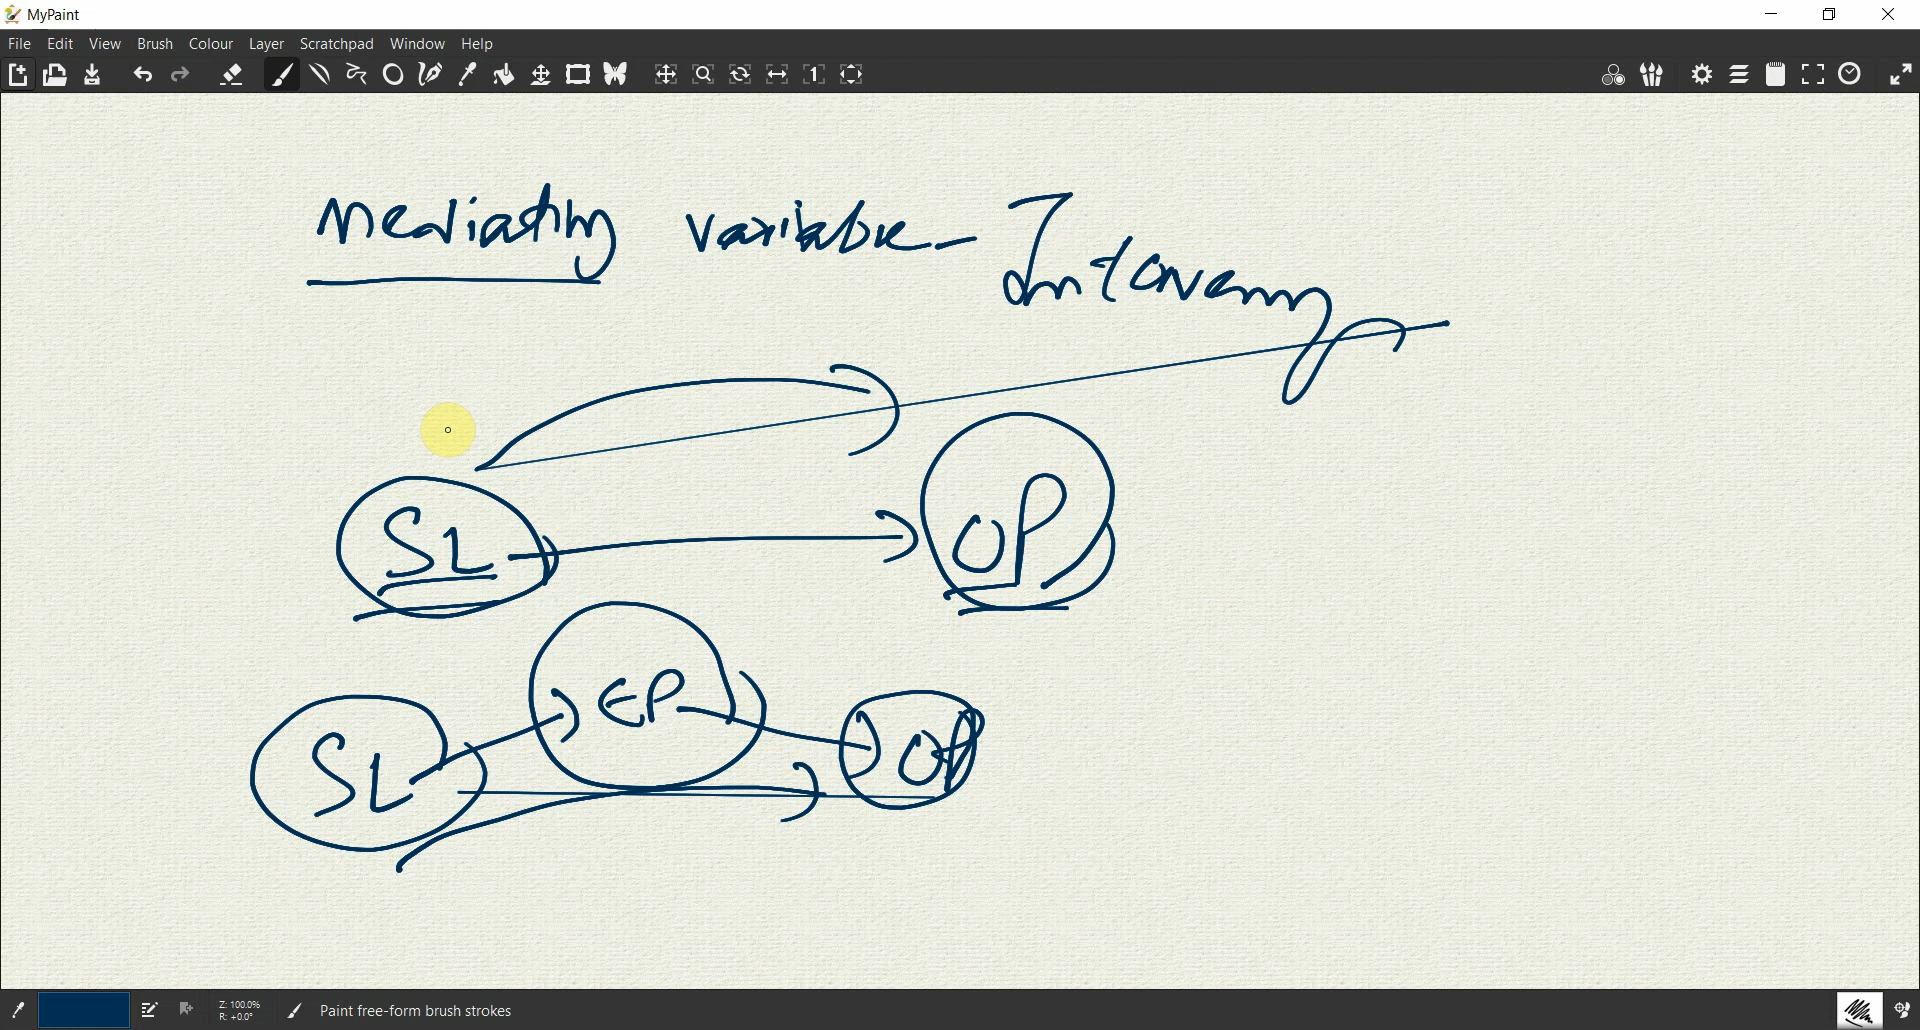 MyPaint
File Edit View Brush Colour Layer Scratchpad Window Help
Mediating variable - Intervening
SL OP
SL EP OP
Z: 100.0%
R: +0.0°
Paint free-form brush strokes